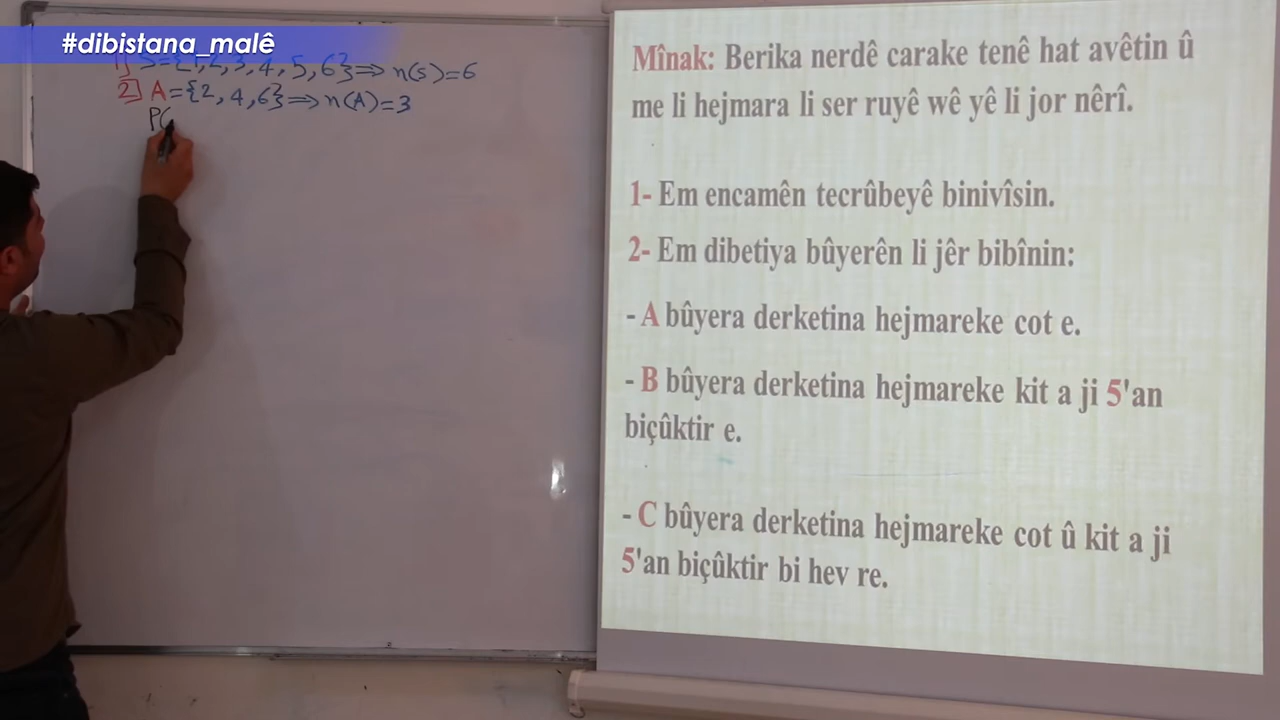 #dibistana_malê
1] S={1,2,3,4,5,6}⇒n(s)=6
2] A={2,4,6}⇒n(A)=3
P(
Mînak: Berika nerdê carake tenê hat avêtin û
me li hejmara li ser ruyê wê yê li jor nêrî.
1- Em encamên tecrûbeyê binivîsin.
2- Em dibetiya bûyerên li jêr bibînin:
- A bûyera derketina hejmareke cot e.
- B bûyera derketina hejmareke kit a ji 5'an
biçûktir e.
- C bûyera derketina hejmareke cot û kit a ji
5'an biçûktir bi hev re.